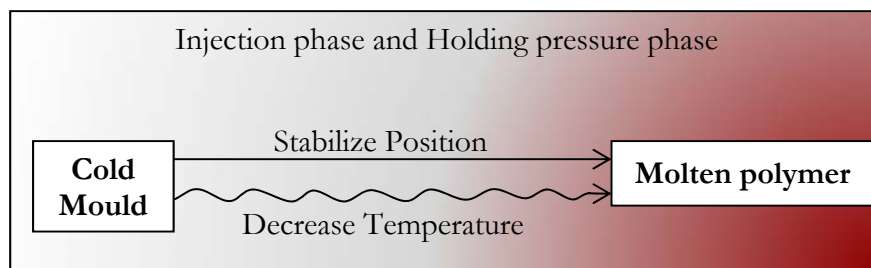 Injection phase and Holding pressure phase
Stabilize Position
Cold
Mould
Molten polymer
Decrease Temperature